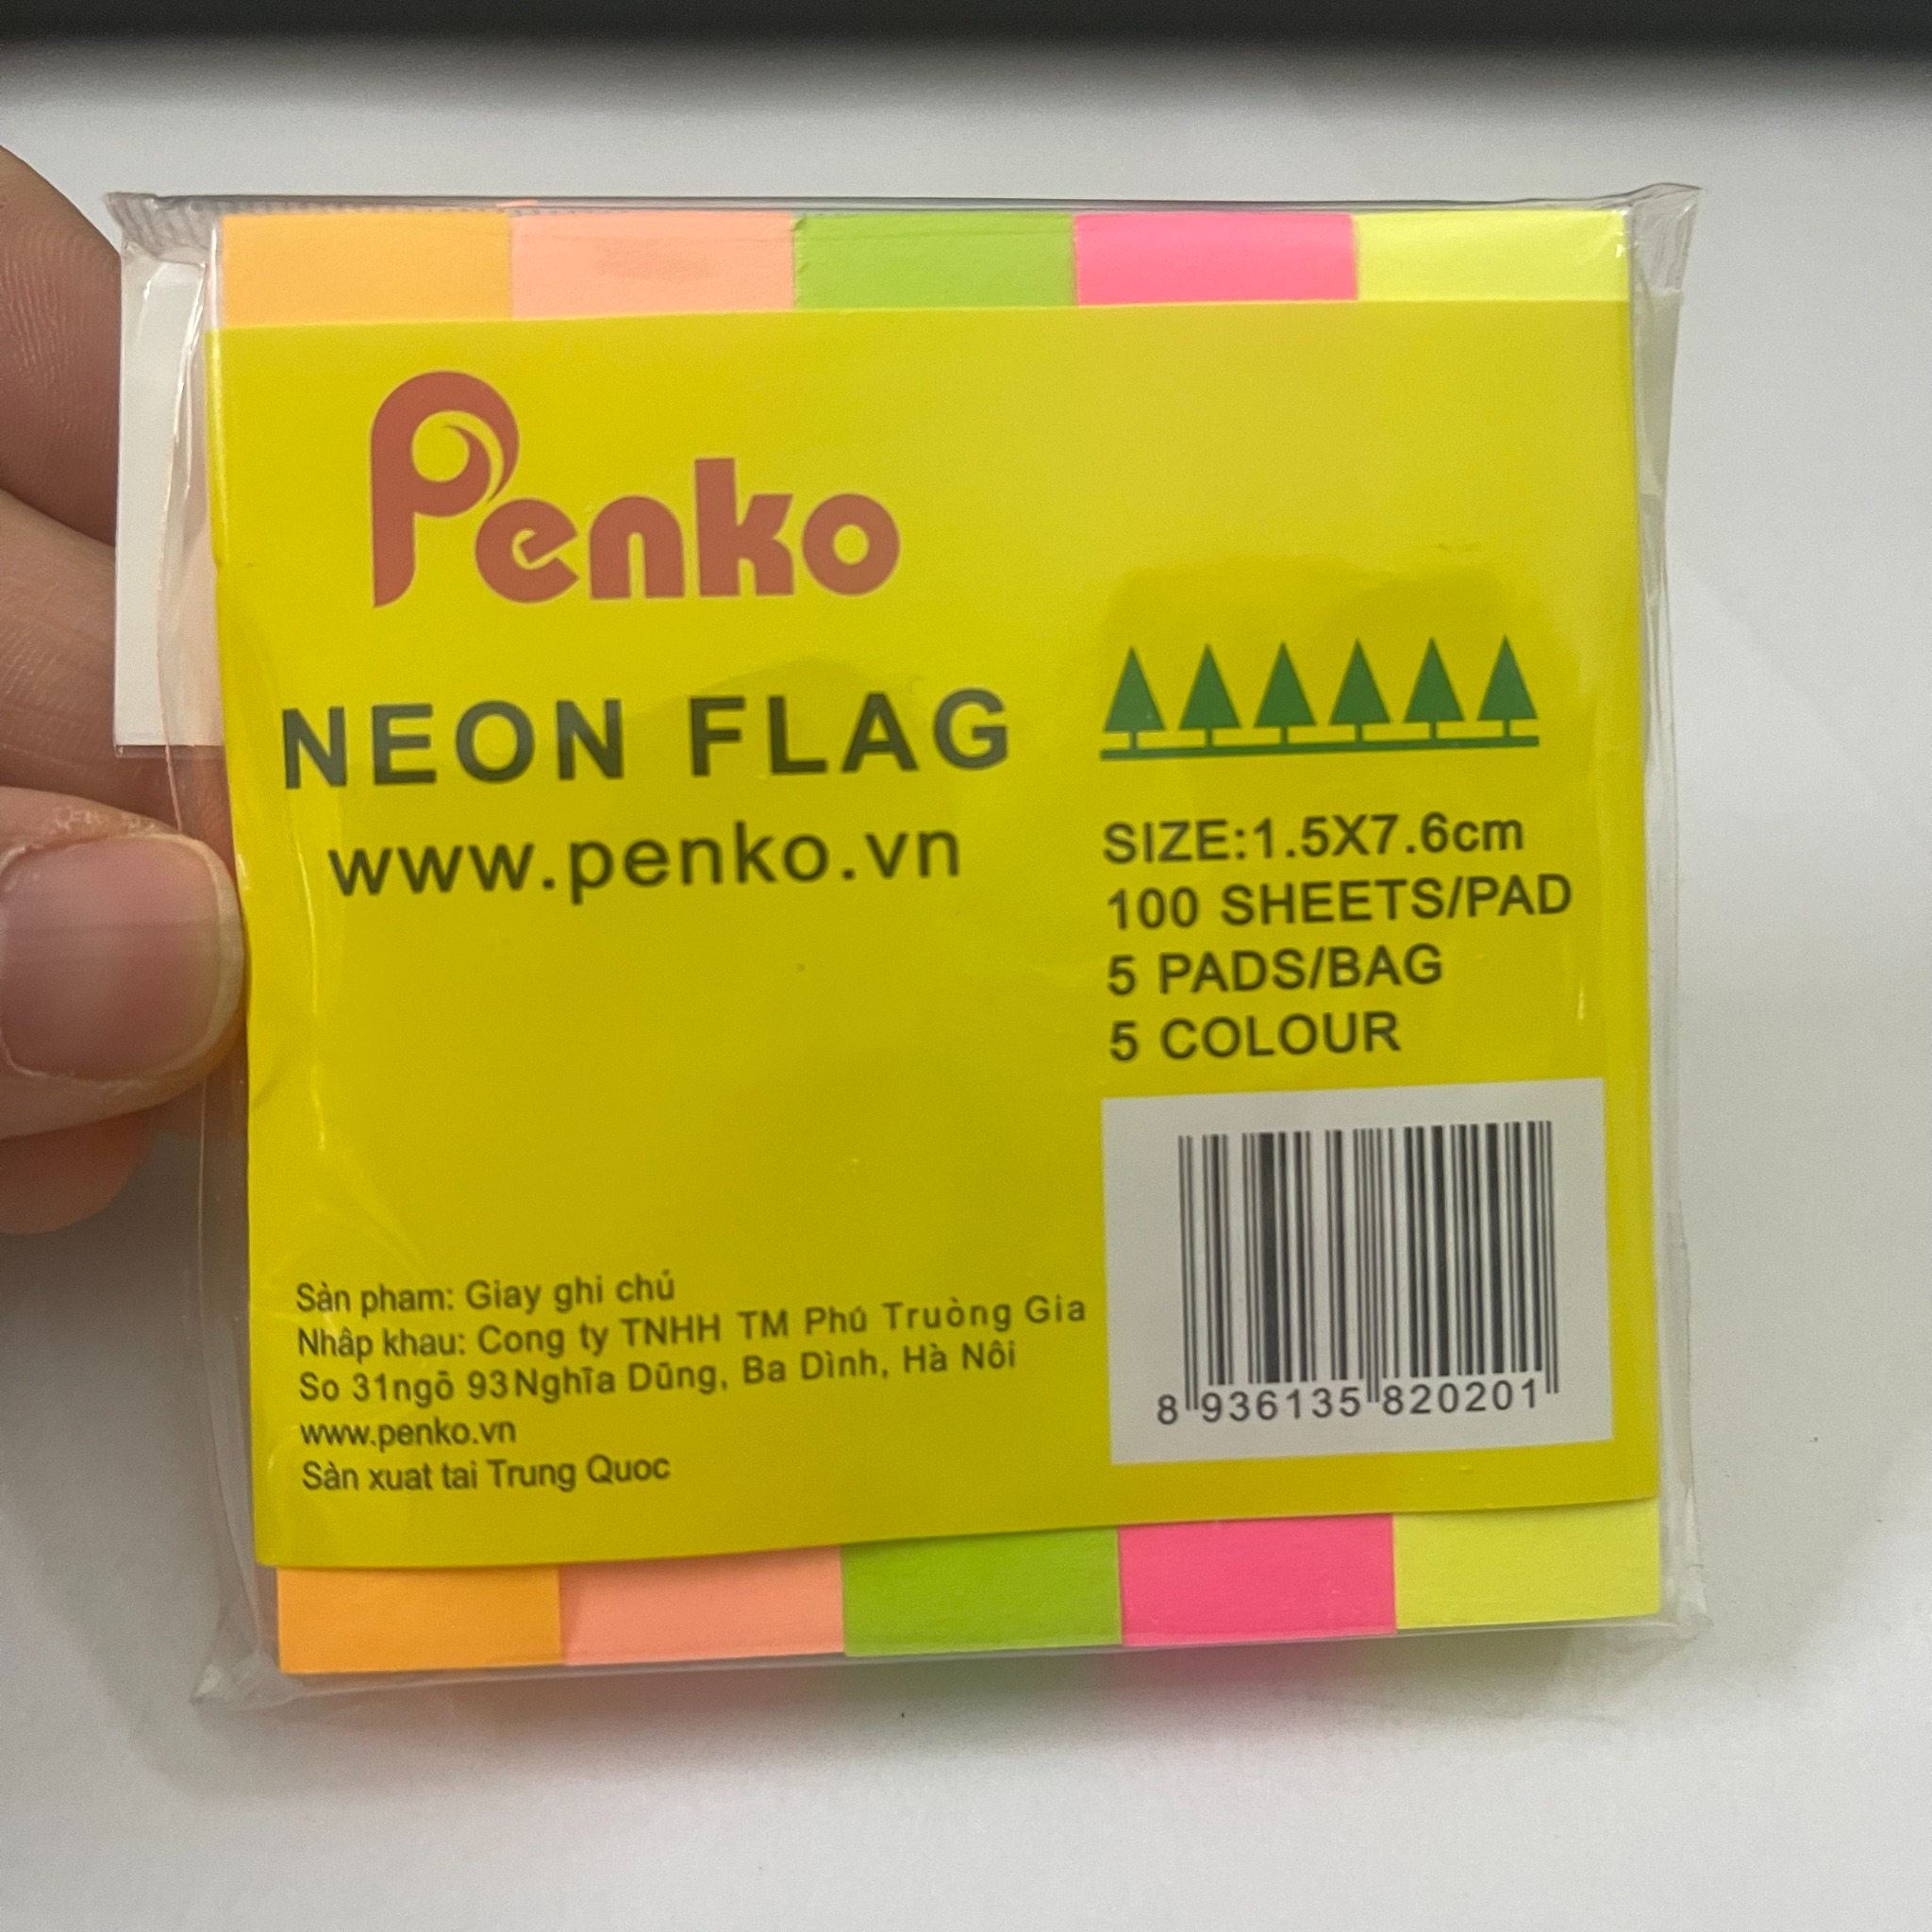 Penko
NEON FLAG
www.penko.vn
SIZE:1.5X7.6cm
100 SHEETS/PAD
5 PADS/BAG
5 COLOUR
Sàn pham: Giay ghi chú
Nhâp khau: Cong ty TNHH TM Phú Truòng Gia
So 31ngõ 93Nghĩa Dũng, Ba Dình, Hà Nôi
www.penko.vn
Sàn xuat tai Trung Quoc
8 936135 820201